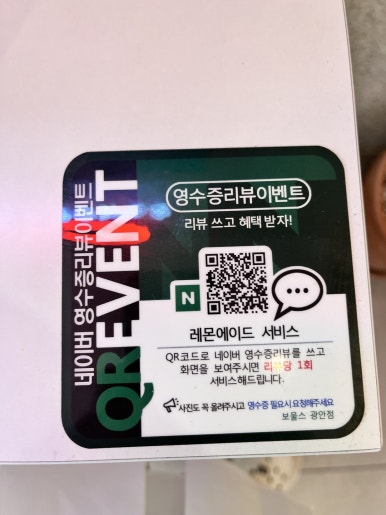 네이버 영수증리뷰이벤트
QR EVENT
영수증리뷰이벤트
리뷰 쓰고 혜택 받자!
N
레몬에이드 서비스
QR코드로 네이버 영수증리뷰를 쓰고
화면을 보여주시면 리뷰당 1회
서비스해드립니다.
사진도 꼭 올려주시고 영수증 필요시 요청해주세요
보울스 광안점